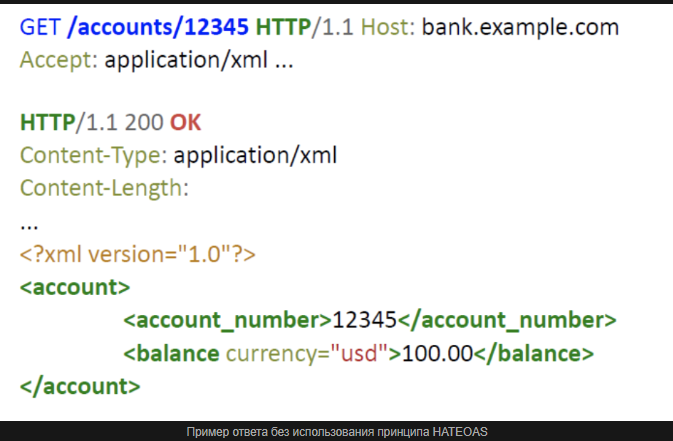 GET /accounts/12345 HTTP/1.1 Host: bank.example.com
Accept: application/xml ...
HTTP/1.1 200 OK
Content-Type: application/xml
Content-Length:
...
<?xml version="1.0"?>
<account>
<account_number>12345</account_number>
<balance currency="usd">100.00</balance>
</account>
Пример ответа без использования принципа HATEOAS